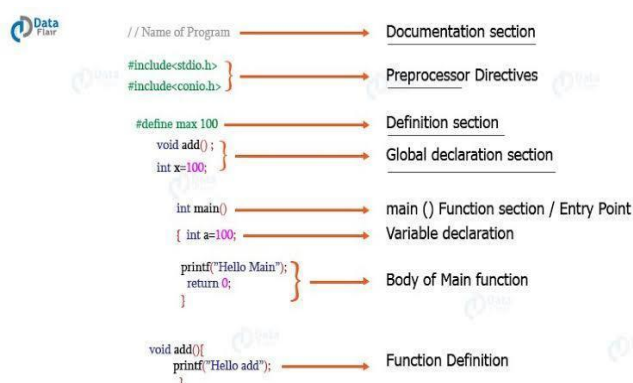 Data
Flair
// Name of Program Documentation section
#include<stdio.h>
#include<conio.h>
Preprocessor Directives
#define max 100 Definition section
void add() ;
int x=100;
Global declaration section
int main() main () Function section / Entry Point
{ int a=100; Variable declaration
printf("Hello Main");
return 0;
}
Body of Main function
void add(){
printf("Hello add");
}
Function Definition